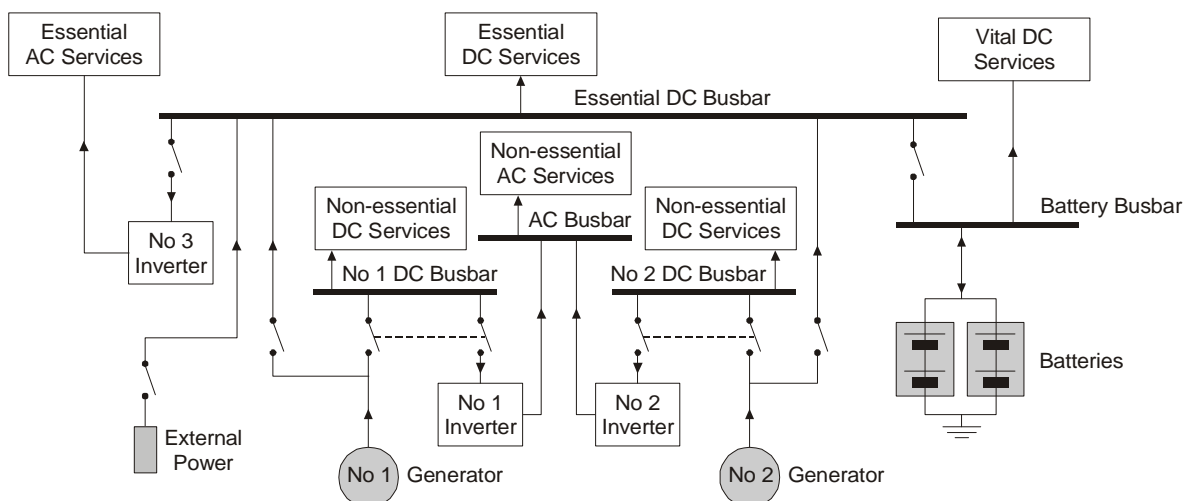 Essential
AC Services
Essential
DC Services
Vital DC
Services
Essential DC Busbar
Non-essential
AC Services
Non-essential
DC Services
AC Busbar
Non-essential
DC Services
Battery Busbar
No 3
Inverter
No 1 DC Busbar
No 2 DC Busbar
Batteries
No 1
Inverter
No 2
Inverter
External
Power
No 1
Generator
No 2
Generator